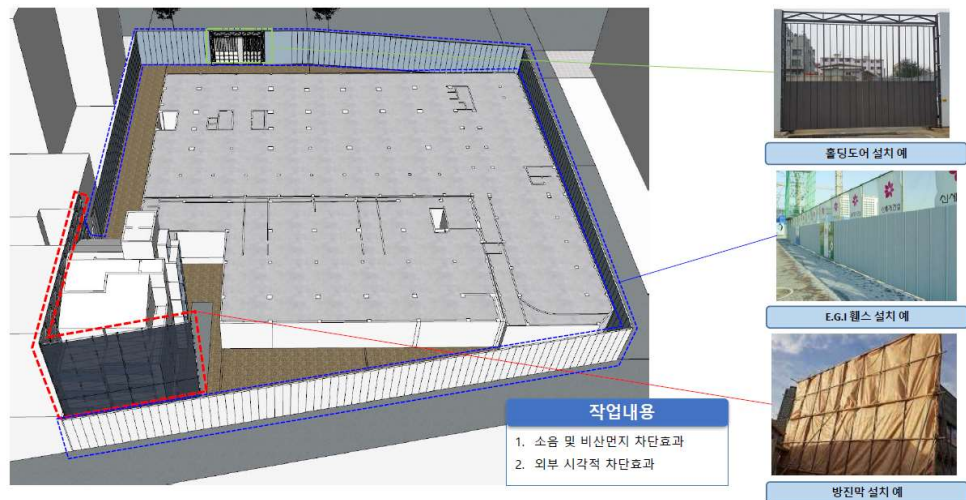 홀딩도어 설치 예
신세
E.G.I 휀스 설치 예
작업내용
1. 소음 및 비산먼지 차단효과
2. 외부 시각적 차단효과
방진막 설치 예